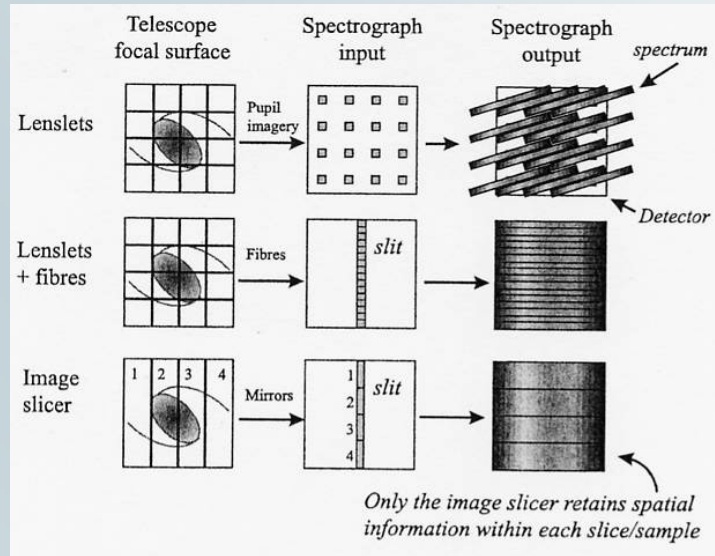 Telescope
focal surface
Spectrograph
input
Spectrograph
output
spectrum
Lenslets
Pupil
imagery
Detector
Lenslets
+ fibres
Fibres
slit
Image
slicer
1 2 3 4
Mirrors
1
2
3
4
slit
Only the image slicer retains spatial
information within each slice/sample